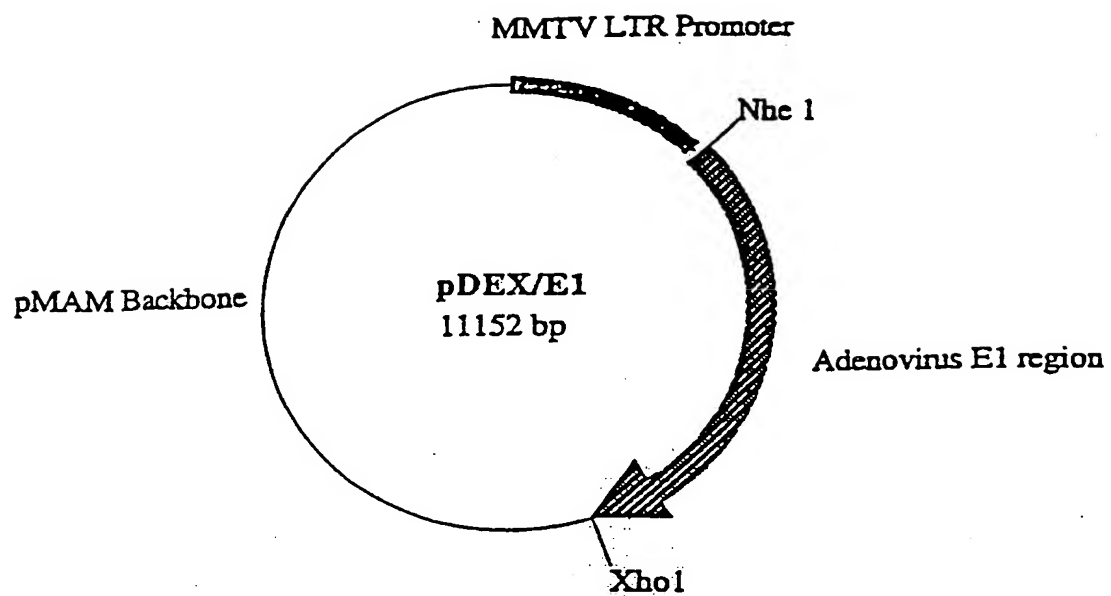 MMTV LTR Promoter
Nhe 1
pMAM Backbone
pDEX/E1
11152 bp
Adenovirus E1 region
Xho1